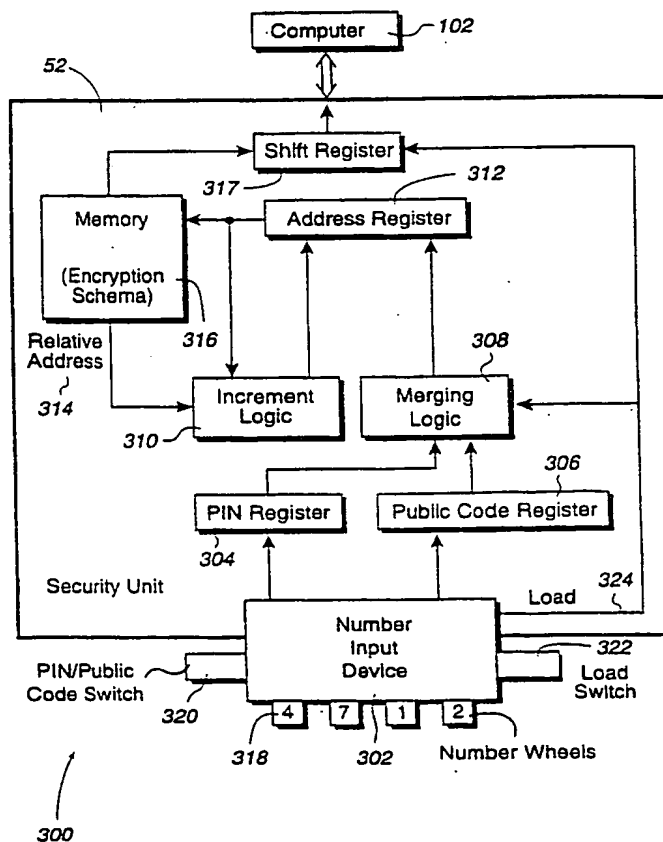 Computer
102
52
Shift Register
317
312
Address Register
Memory
(Encryption
Schema)
316
Relative
Address
314
308
Increment
Logic
310
Merging
Logic
306
PIN Register
304
Public Code Register
Security Unit
Load
324
Number
Input
Device
322
PIN/Public
Code Switch
320
Load
Switch
4 7 1 2
318
302
Number Wheels
300